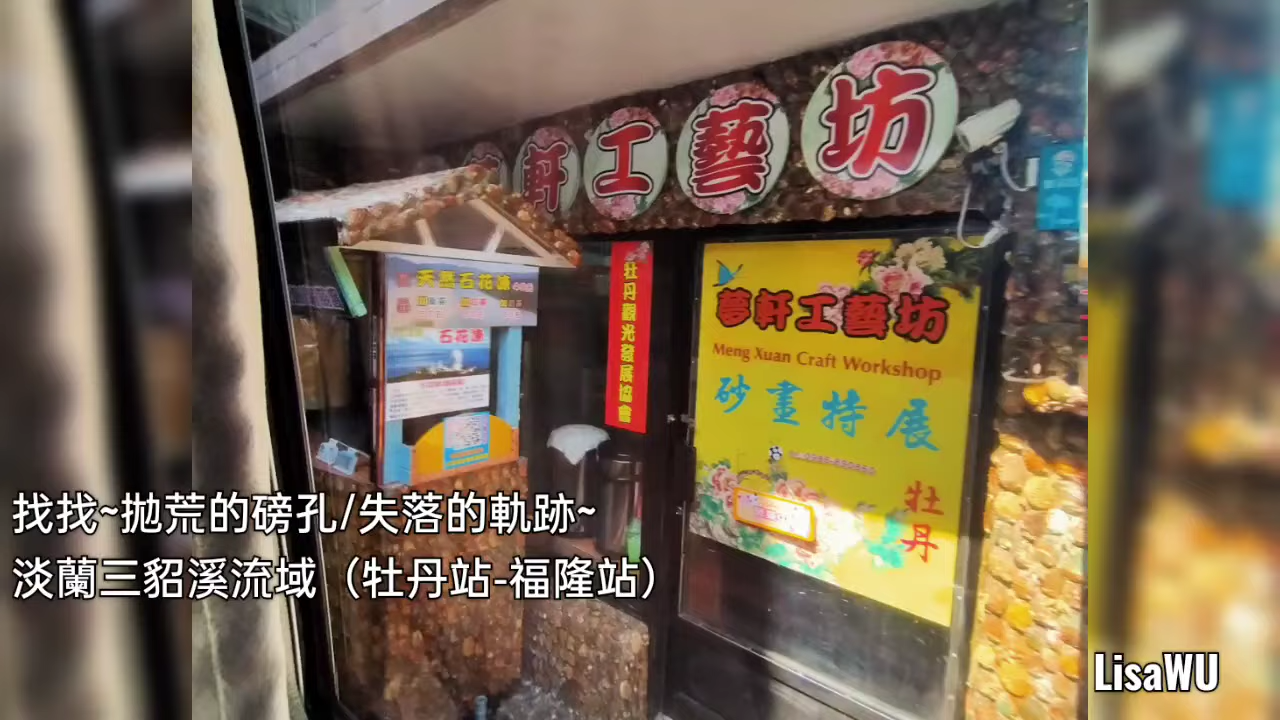 軒工藝坊
天然石花凍
石花凍
牡丹觀光發展協會
夢軒工藝坊
Meng Xuan Craft Workshop
砂畫特展
牡丹
找找~拋荒的磅孔/失落的軌跡~
淡蘭三貂溪流域（牡丹站-福隆站）
LisaWU